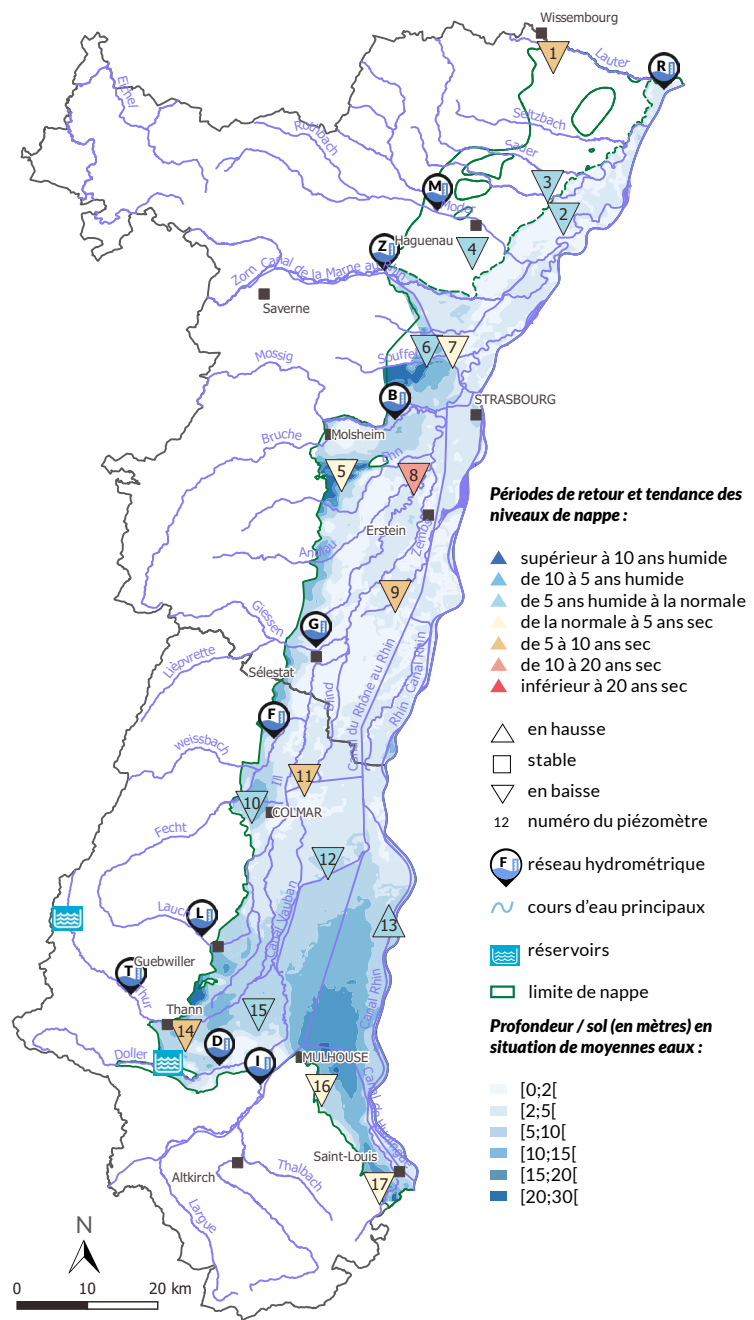 Wissembourg
1
Lauter
R
Eichel
Rothbach
Seltzbach
Sauer
3
M
Moder
2
Haguenau
4
Z
Zorn
Canal de la Marne au Rhin
Saverne
Mossig
Souffel
6
7
B
STRASBOURG
Molsheim
Bruche
Ehn
5
8
Erstein
Zembs
Andlau
9
Giessen
G
Sélestat
Lièpvrette
Blind
Canal du Rhône au Rhin
Rhin
Canal Rhin
F
weissbach
Ill
11
10
COLMAR
Fecht
12
13
Lauch
L
Canal Vauban
Guebwiller
T
Thur
Thann
14
15
Canal Rhin
Doller
D
I
MULHOUSE
16
Canal de Huningue
Saint-Louis
17
Altkirch
Thalbach
Largue
N
0 10 20 km
Périodes de retour et tendance des
niveaux de nappe :
supérieur à 10 ans humide
de 10 à 5 ans humide
de 5 ans humide à la normale
de la normale à 5 ans sec
de 5 à 10 ans sec
de 10 à 20 ans sec
inférieur à 20 ans sec
en hausse
stable
en baisse
12 numéro du piézomètre
F réseau hydrométrique
cours d'eau principaux
réservoirs
limite de nappe
Profondeur / sol (en mètres) en
situation de moyennes eaux :
[0;2[
[2;5[
[5;10[
[10;15[
[15;20[
[20;30[